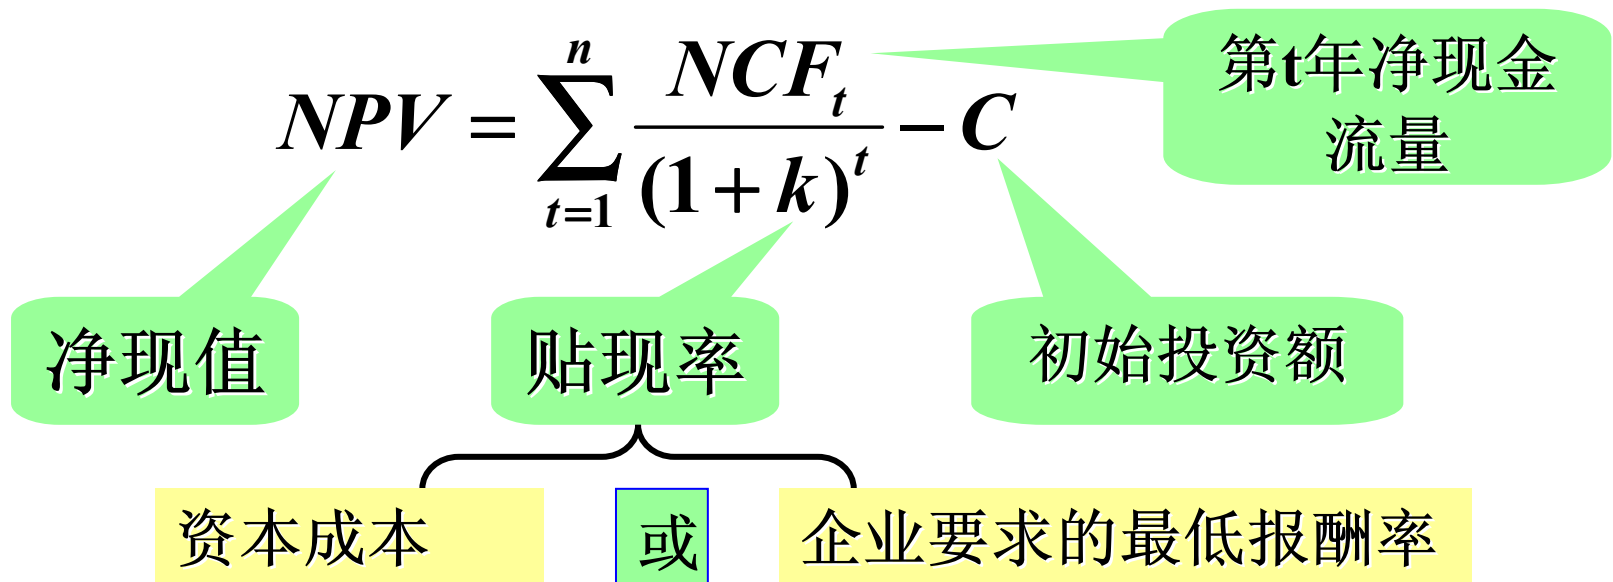 NPV = \sum_{t=1}^{n} \frac{NCF_t}{(1+k)^t} - C
第t年净现金
流量
净现值
贴现率
初始投资额
资本成本
或
企业要求的最低报酬率